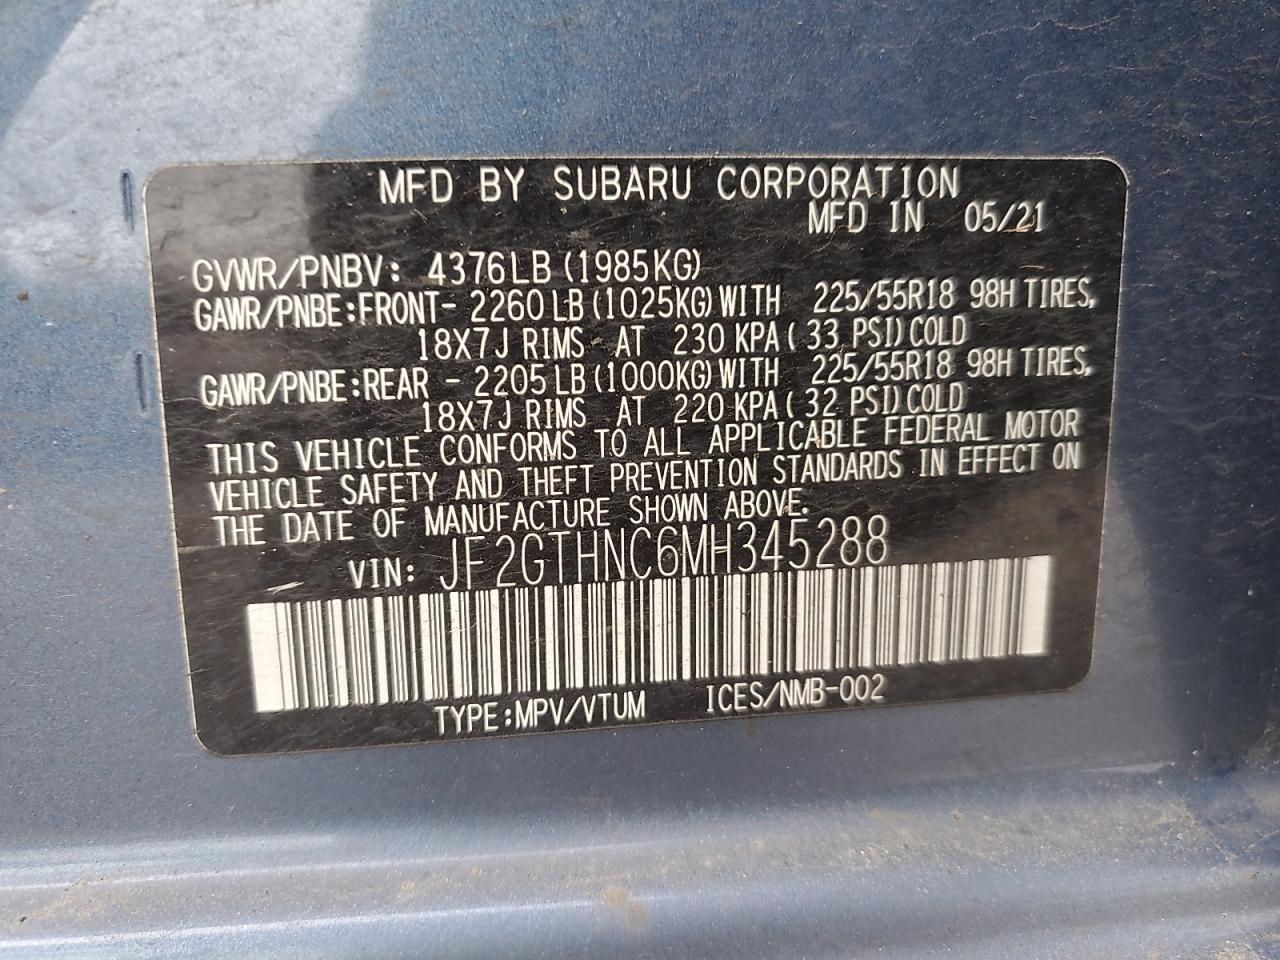 MFD BY SUBARU CORPORATION
MFD IN 05/21
GVWR/PNBV: 4376LB (1985KG)
GAWR/PNBE:FRONT- 2260LB (1025KG) WITH 225/55R18 98H TIRES,
18X7J RIMS AT 230 KPA ( 33 PSI) COLD
GAWR/PNBE:REAR - 2205LB (1000KG) WITH 225/55R18 98H TIRES,
18X7J RIMS AT 220 KPA ( 32 PSI) COLD
THIS VEHICLE CONFORMS TO ALL APPLICABLE FEDERAL MOTOR
VEHICLE SAFETY AND THEFT PREVENTION STANDARDS IN EFFECT ON
THE DATE OF MANUFACTURE SHOWN ABOVE.
VIN: JF2GTHNC6MH345288
TYPE:MPV/VTUM ICES/NMB-002